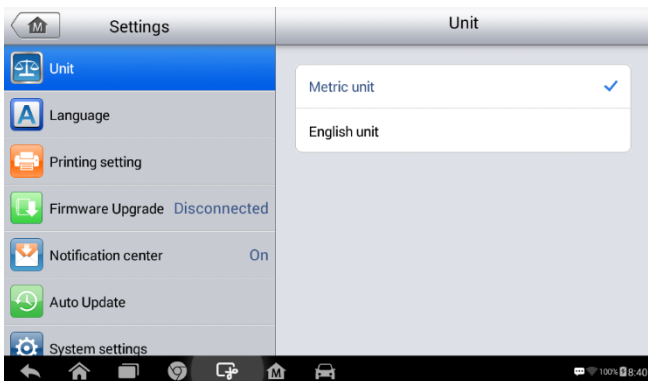 Settings
Unit
Unit
Metric unit
Language
English unit
Printing setting
Firmware Upgrade Disconnected
Notification center On
Auto Update
System settings
100% 8:40